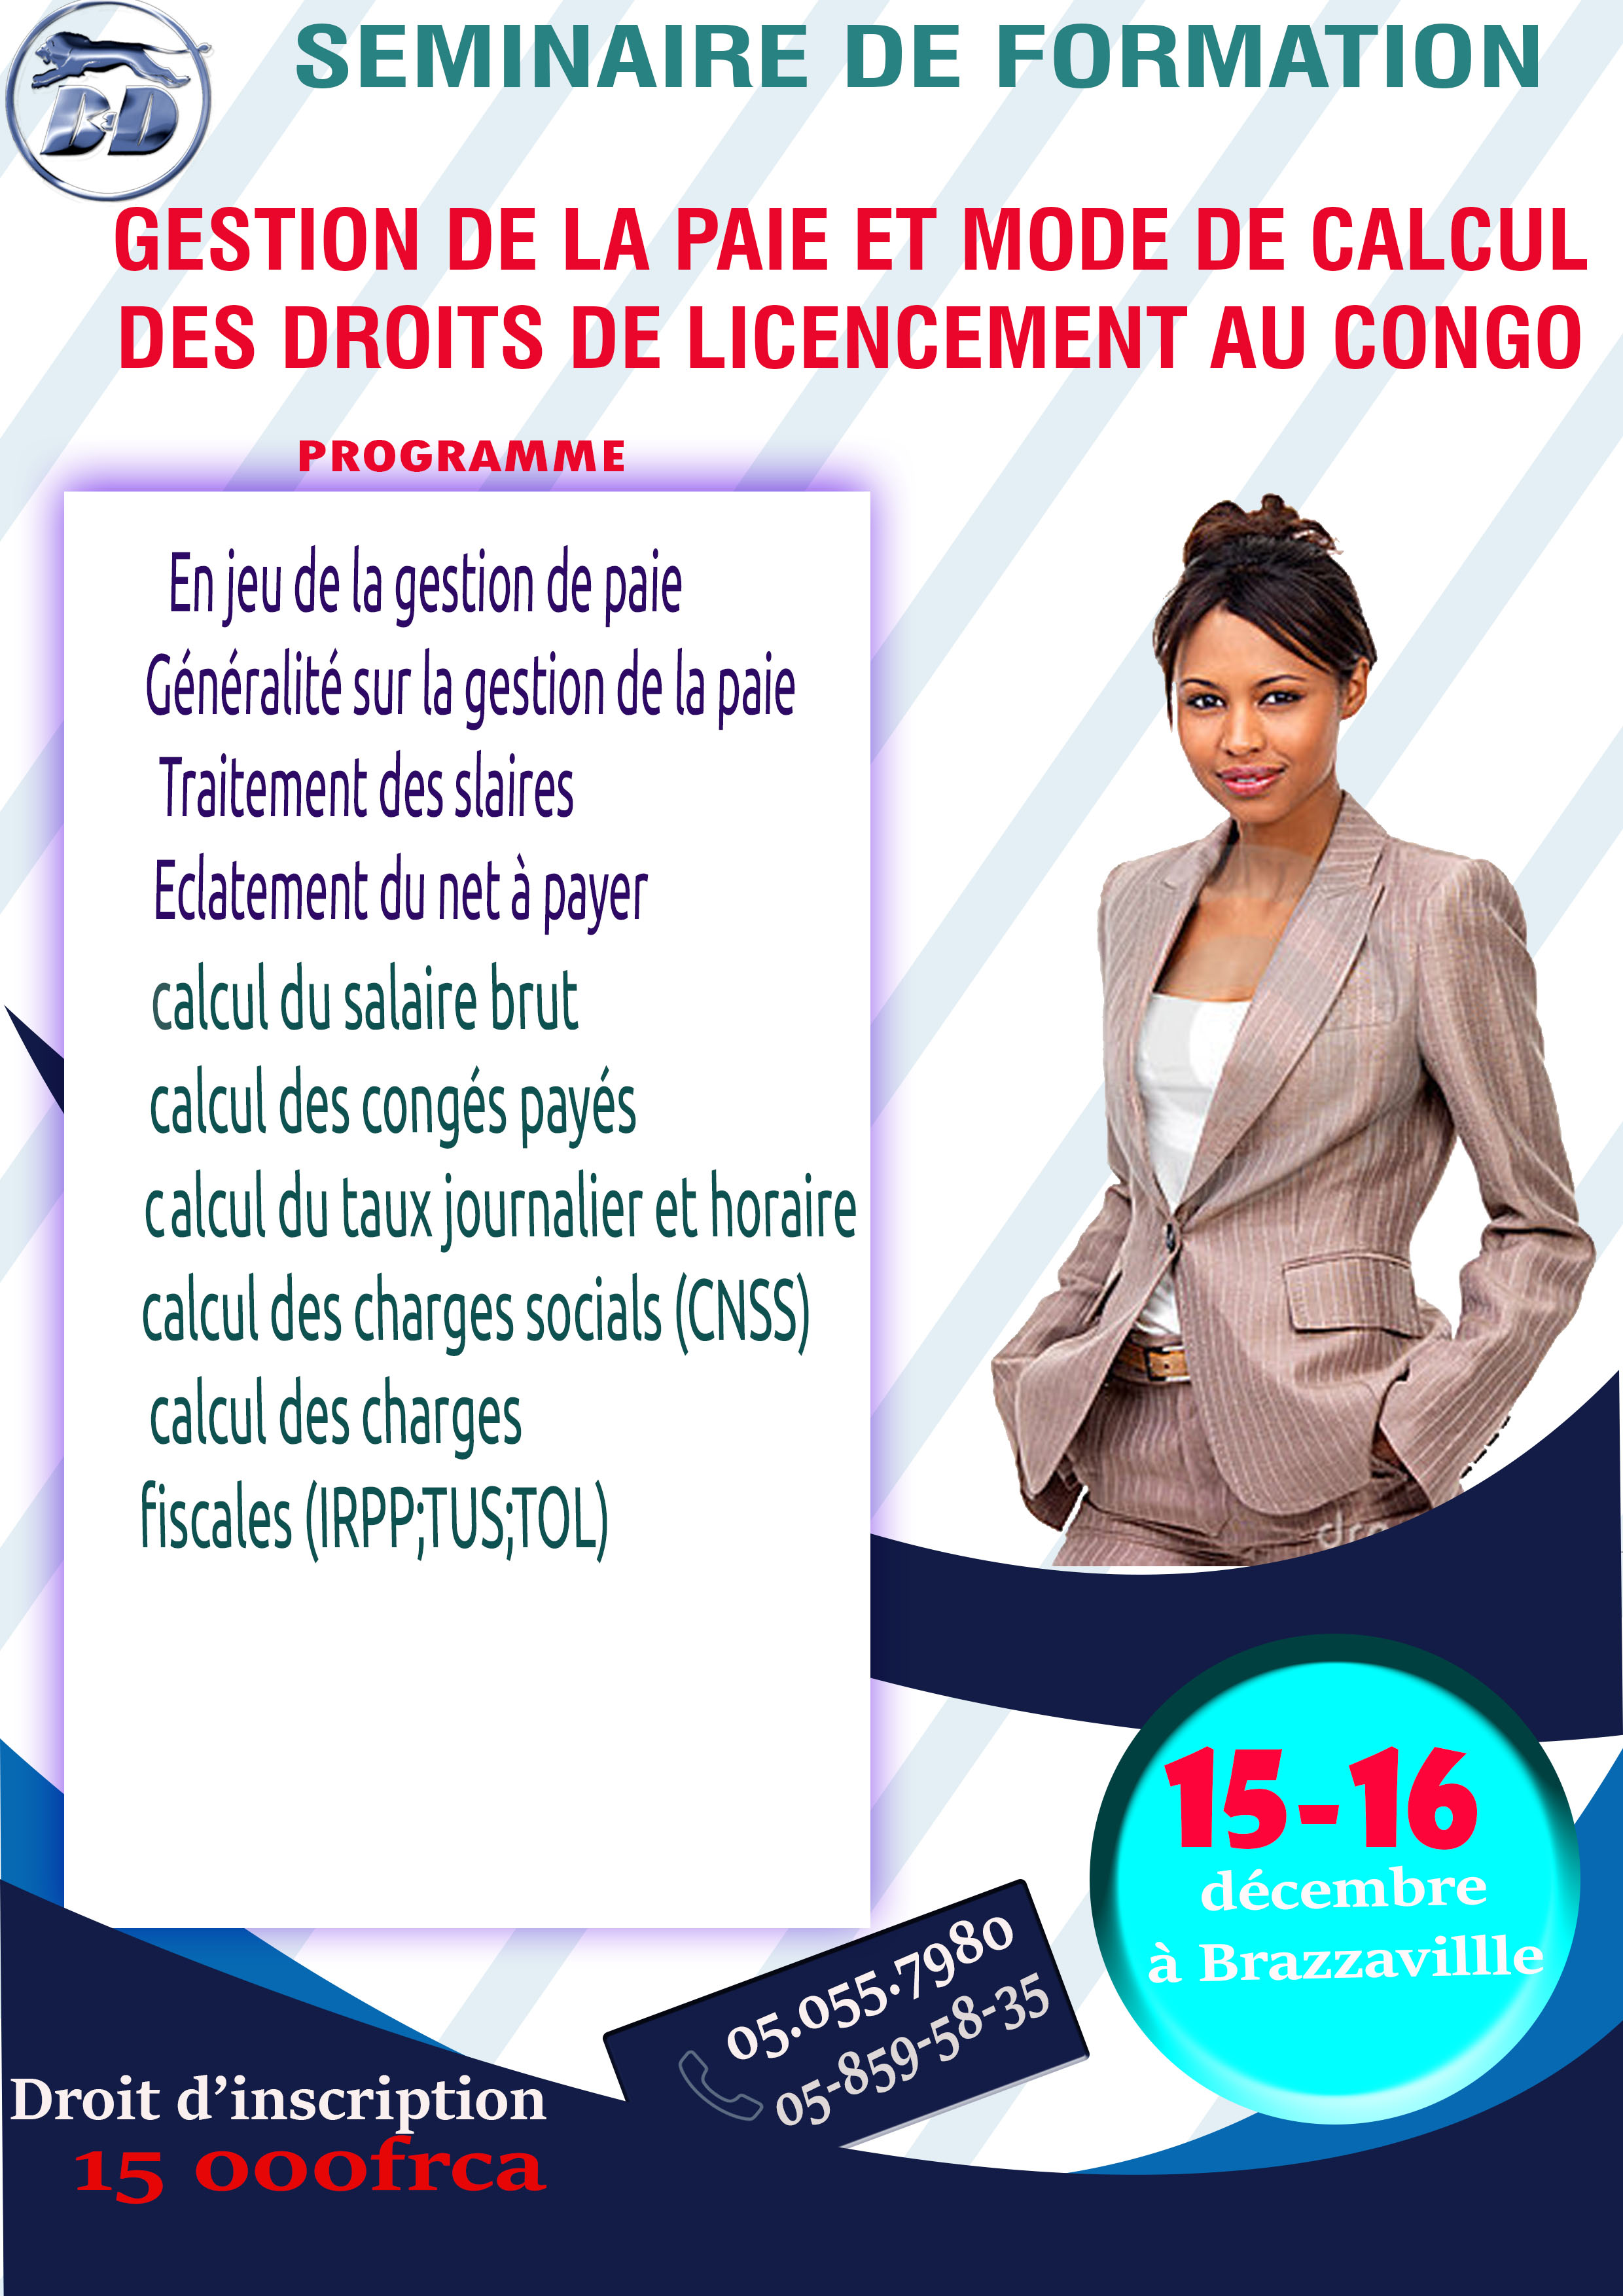 D&D
SEMINAIRE DE FORMATION
GESTION DE LA PAIE ET MODE DE CALCUL
DES DROITS DE LICENCEMENT AU CONGO
PROGRAMME
En jeu de la gestion de paie
Généralité sur la gestion de la paie
Traitement des slaires
Eclatement du net à payer
calcul du salaire brut
calcul des congés payés
calcul du taux journalier et horaire
calcul des charges socials (CNSS)
calcul des charges
fiscales (IRPP;TUS;TOL)
15-16
décembre
à Brazzavillle
05.055.7980
05-859-58-35
Droit d’inscription
15 000frca